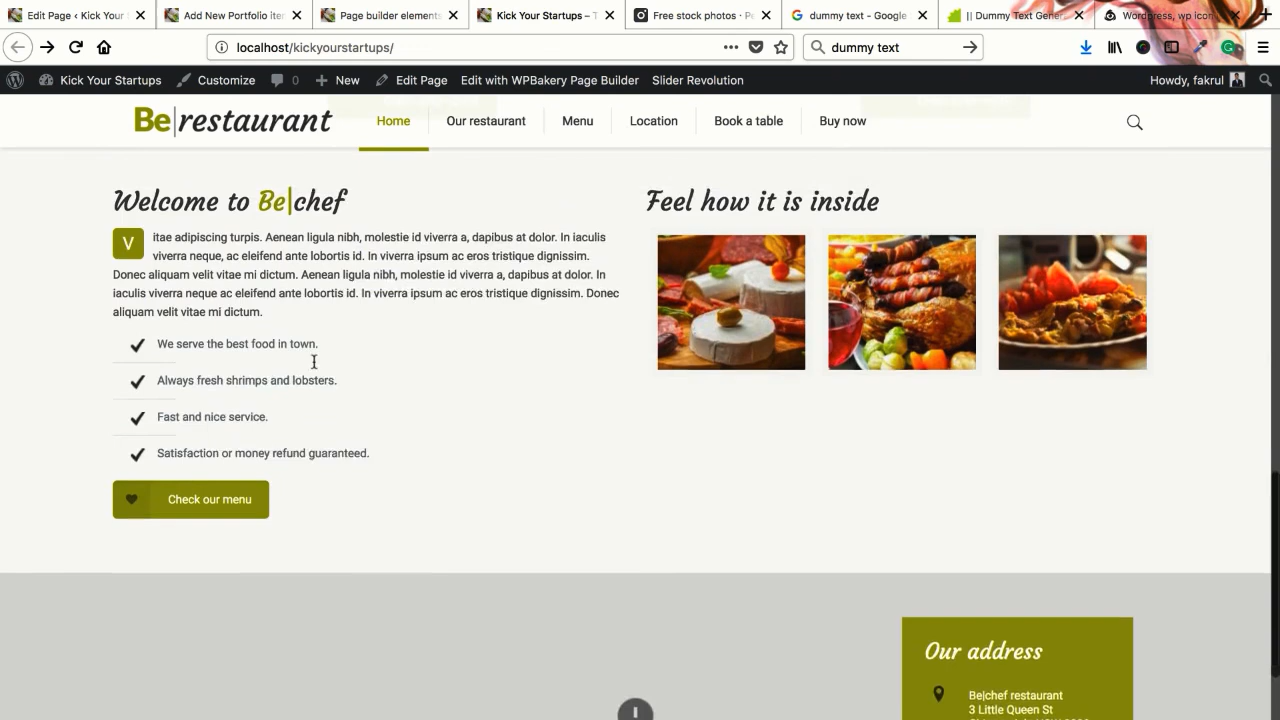 Edit Page ‹ Kick Your
Add New Portfolio iter
Page builder elements
Kick Your Startups – T
Free stock photos · Pe
dummy text - Google
|| Dummy Text Gener
Wordpress, wp icon
localhost/kickyourstartups/
dummy text
Kick Your Startups
Customize
0
New
Edit Page
Edit with WPBakery Page Builder
Slider Revolution
Howdy, fakrul
Be|restaurant
Home
Our restaurant
Menu
Location
Book a table
Buy now
Welcome to Be|chef
V itae adipiscing turpis. Aenean ligula nibh, molestie id viverra a, dapibus at dolor. In iaculis
viverra neque, ac eleifend ante lobortis id. In viverra ipsum ac eros tristique dignissim.
Donec aliquam velit vitae mi dictum. Aenean ligula nibh, molestie id viverra a, dapibus at dolor. In
iaculis viverra neque ac eleifend ante lobortis id. In viverra ipsum ac eros tristique dignissim. Donec
aliquam velit vitae mi dictum.
We serve the best food in town.
Always fresh shrimps and lobsters.
Fast and nice service.
Satisfaction or money refund guaranteed.
Check our menu
Feel how it is inside
Our address
Be|chef restaurant
3 Little Queen St